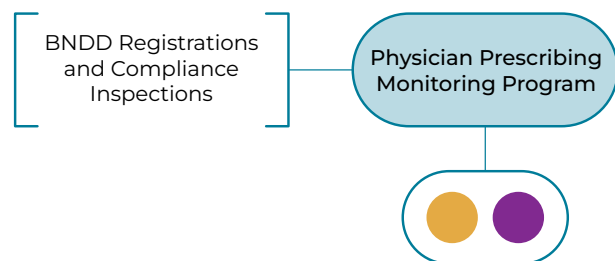 BNDD Registrations
and Compliance
Inspections
Physician Prescribing
Monitoring Program